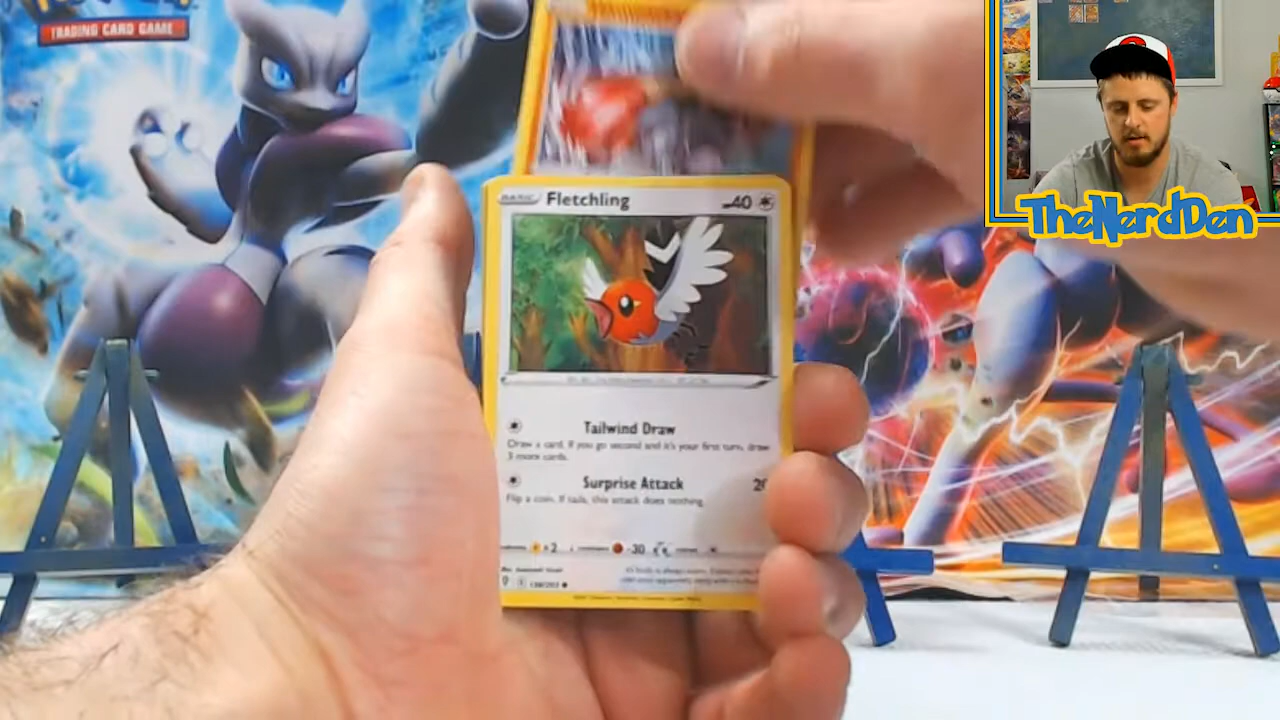 TRADING CARD GAME
BASIC Fletchling 40
Tailwind Draw
Draw a card. If you go second and it's your first turn, draw
3 more cards.
Surprise Attack 20
Flip a coin. If tails, this attack does nothing.
×2 -30
TheNerdDen